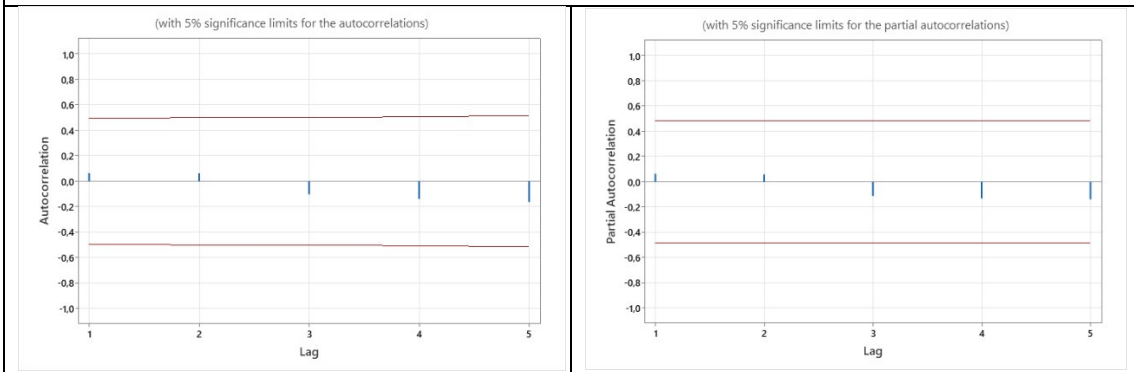 (with 5% significance limits for the autocorrelations)
1,0
0,8
0,6
0,4
0,2
0,0
-0,2
-0,4
-0,6
-0,8
-1,0
Autocorrelation
1 2 3 4 5
Lag
(with 5% significance limits for the partial autocorrelations)
1,0
0,8
0,6
0,4
0,2
0,0
-0,2
-0,4
-0,6
-0,8
-1,0
Partial Autocorrelation
1 2 3 4 5
Lag